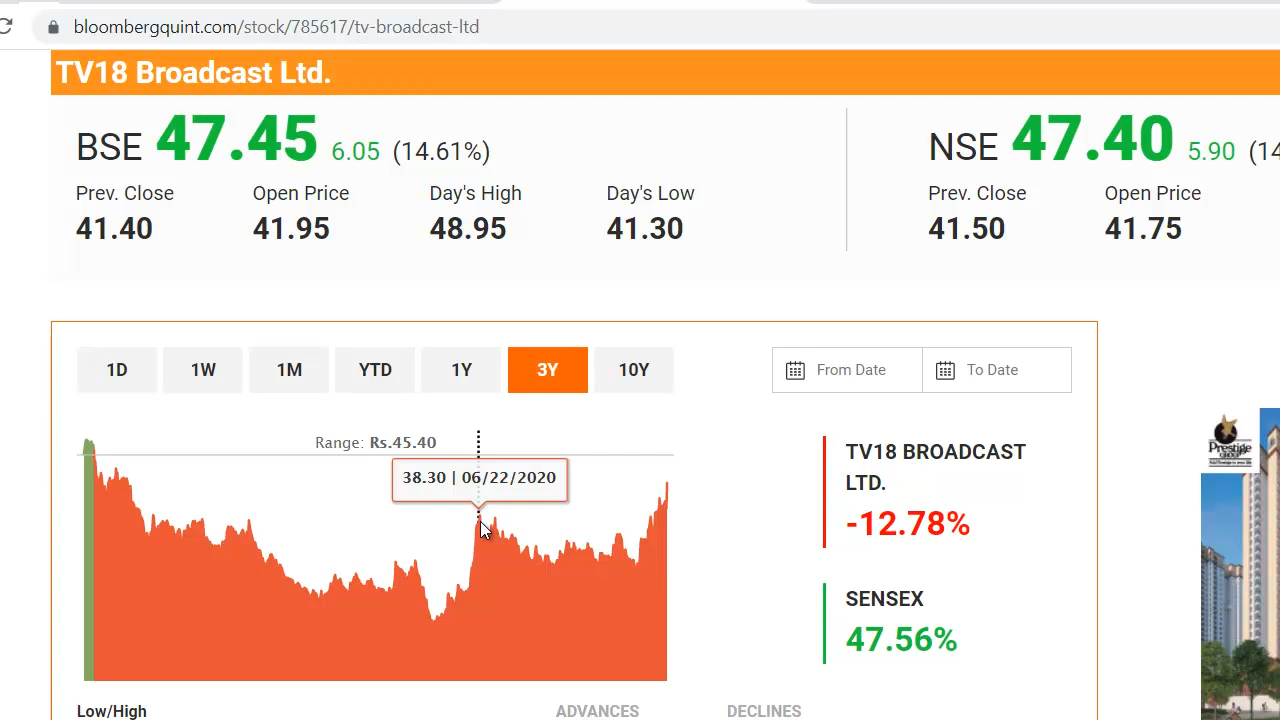 bloombergquint.com/stock/785617/tv-broadcast-ltd
TV18 Broadcast Ltd.
BSE 47.45 6.05 (14.61%)
Prev. Close Open Price Day's High Day's Low
41.40 41.95 48.95 41.30
NSE 47.40 5.90 (14
Prev. Close Open Price
41.50 41.75
1D 1W 1M YTD 1Y 3Y 10Y
From Date To Date
Range: Rs.45.40
38.30 | 06/22/2020
TV18 BROADCAST
LTD.
-12.78%
SENSEX
47.56%
Prestige
GROUP
Low/High ADVANCES DECLINES